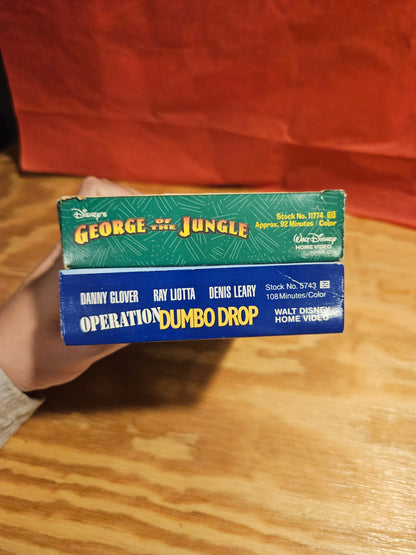 Disney's
GEORGE OF THE JUNGLE
Stock No. 11774 CC
Approx. 92 Minutes / Color
Walt Disney
HOME VIDEO
DANNY GLOVER RAY LIOTTA DENIS LEARY
OPERATION DUMBO DROP
Stock No. 5743
108 Minutes/Color
WALT DISNEY
HOME VIDEO